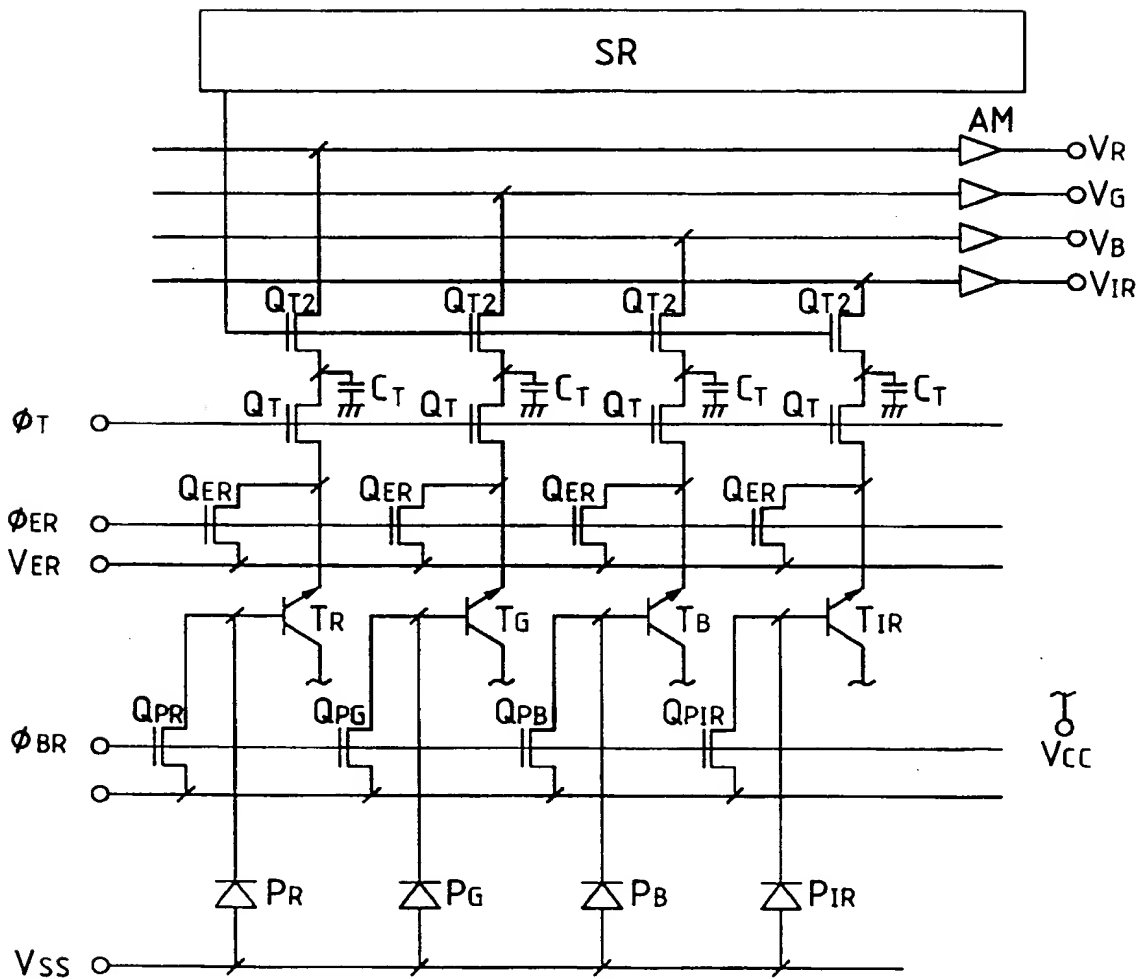 SR
AM
VR
VG
VB
VIR
QT2 QT2 QT2 QT2
CT CT CT CT
QT QT QT QT
ϕT
QER QER QER QER
ϕER
VER
TR TG TB TIR
QPR QPG QPB QPIR
ϕBR
VCC
PR PG PB PIR
VSS